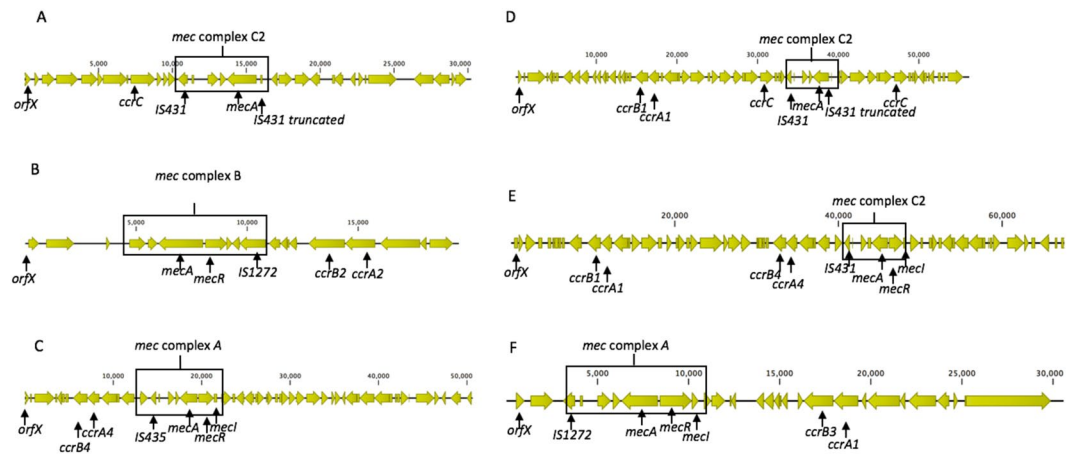 A
mec complex C2
5,000 10,000 15,000 20,000 25,000 30,000
orfX ccrC IS431 mecA IS431 truncated
B
mec complex B
5,000 10,000 15,000
orfX mecA mecR IS1272 ccrB2 ccrA2
C
mec complex A
10,000 20,000 30,000 40,000 50,000
orfX ccrB4 ccrA4 IS435 mecA mecR mecI
D
mec complex C2
10,000 20,000 30,000 40,000 50,000
orfX ccrB1 ccrA1 ccrC IS431 mecA IS431 truncated ccrC
E
mec complex C2
20,000 40,000 60,000
orfX ccrB1 ccrA1 ccrB4 ccrA4 IS431 mecA mecR mecI
F
mec complex A
5,000 10,000 15,000 20,000 25,000 30,000
orfX IS1272 mecA mecR mecI ccrB3 ccrA1